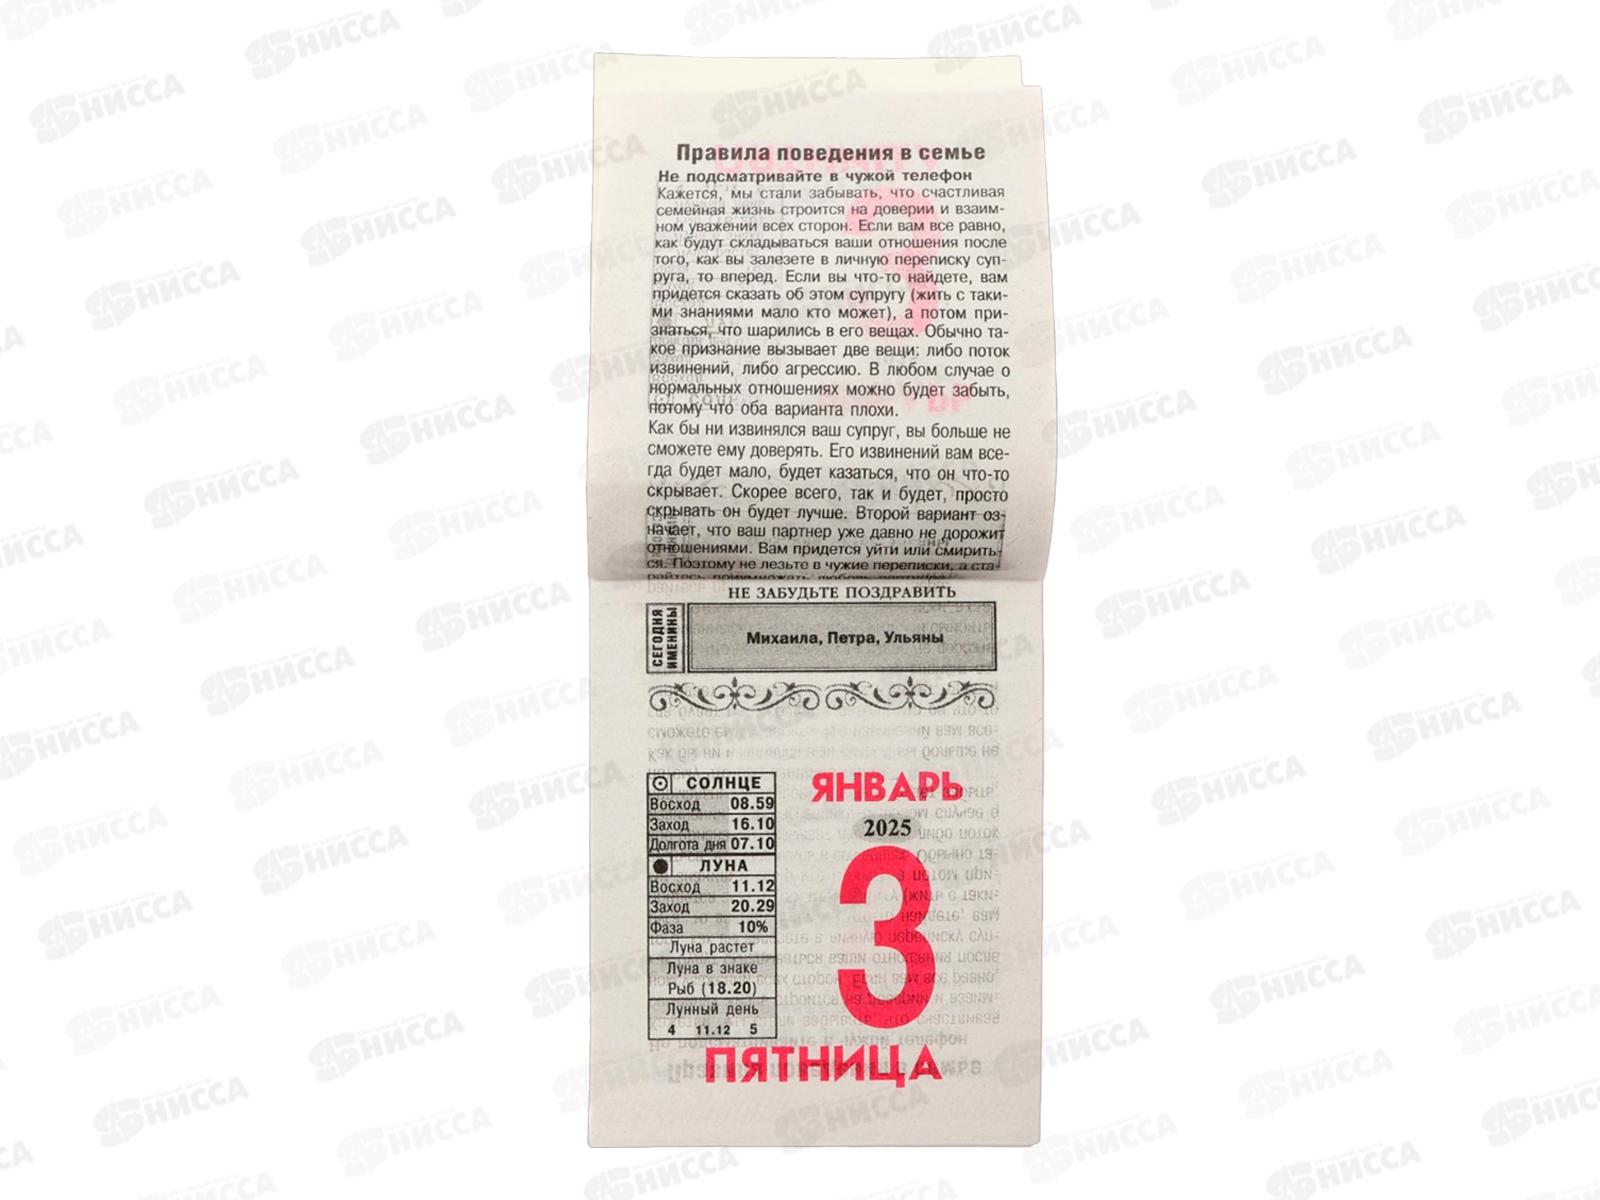 Правила поведения в семье
Не подсматривайте в чужой телефон
Кажется, мы стали забывать, что счастливая
семейная жизнь строится на доверии и взаим-
ном уважении всех сторон. Если вам все равно,
как будут складываться ваши отношения после
того, как вы залезете в личную переписку суп-
руга, то вперед. Если вы что-то найдете, вам
придется сказать об этом супругу (жить с таки-
ми знаниями мало кто может), а потом при-
знаться, что шарились в его вещах. Обычно та-
кое признание вызывает две вещи: либо поток
извинений, либо агрессию. В любом случае о
нормальных отношениях можно будет забыть,
потому что оба варианта плохи.
Как бы ни извинялся ваш супруг, вы больше не
сможете ему доверять. Его извинений вам все-
гда будет мало, будет казаться, что он что-то
скрывает. Скорее всего, так и будет, просто
скрывать он будет лучше. Второй вариант оз-
начает, что ваш партнер уже давно не дорожит
отношениями. Вам придется уйти или смирить-
ся. Поэтому не лезьте в чужие переписки, а ста-
райтесь приумножать любовь
НЕ ЗАБУДЬТЕ ПОЗДРАВИТЬ
СЕГОДНЯ
ИМЕНИНЫ
Михаила, Петра, Ульяны
СОЛНЦЕ
Восход 08.59
Заход 16.10
Долгота дня 07.10
ЛУНА
Восход 11.12
Заход 20.29
Фаза 10%
Луна растет
Луна в знаке
Рыб (18.20)
Лунный день
4 11.12 5
ЯНВАРЬ
2025
3
ПЯТНИЦА
НИССА